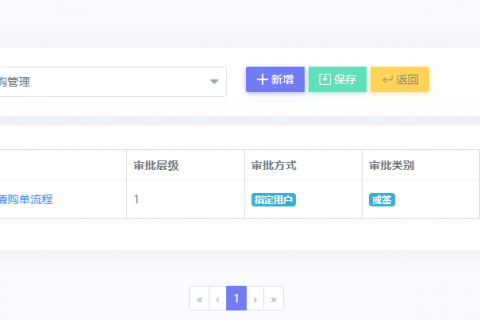 购管理
新增
保存
返回
审批层级 审批方式 审批类别
请购单流程 1 指定用户 或签
« ‹ 1 › »